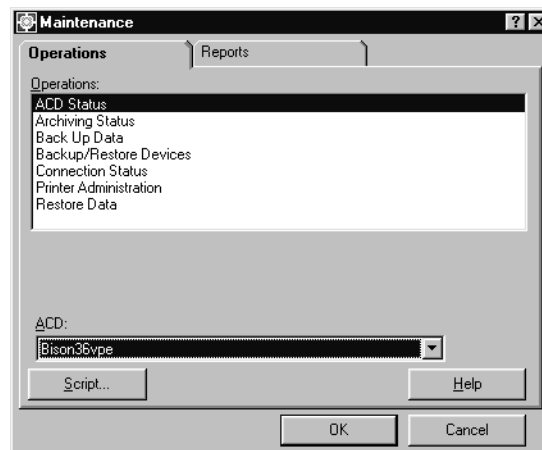 Maintenance
Operations
Reports
Operations:
ACD Status
Archiving Status
Back Up Data
Backup/Restore Devices
Connection Status
Printer Administration
Restore Data
ACD:
Bison36vpe
Script...
Help
OK
Cancel